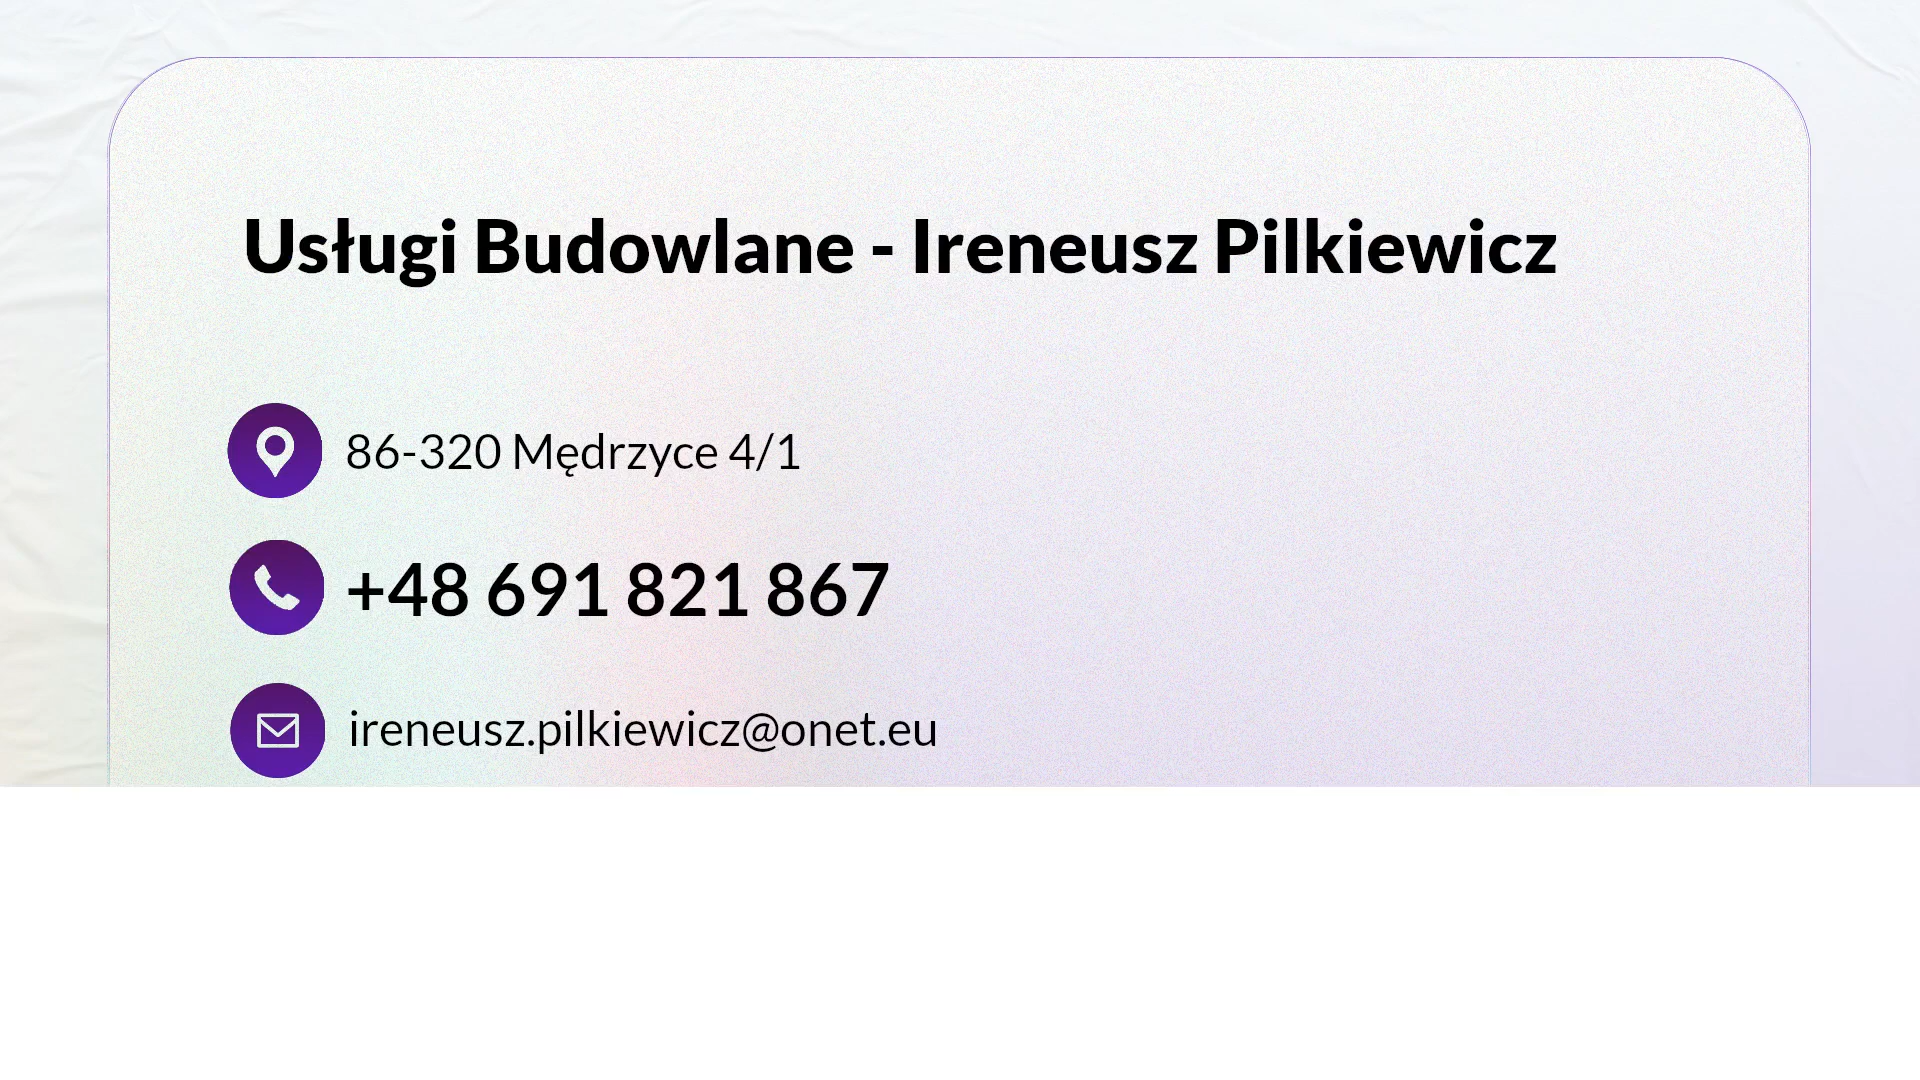 Usługi Budowlane - Ireneusz Pilkiewicz
86-320 Mędrzyce 4/1
+48 691 821 867
ireneusz.pilkiewicz@onet.eu